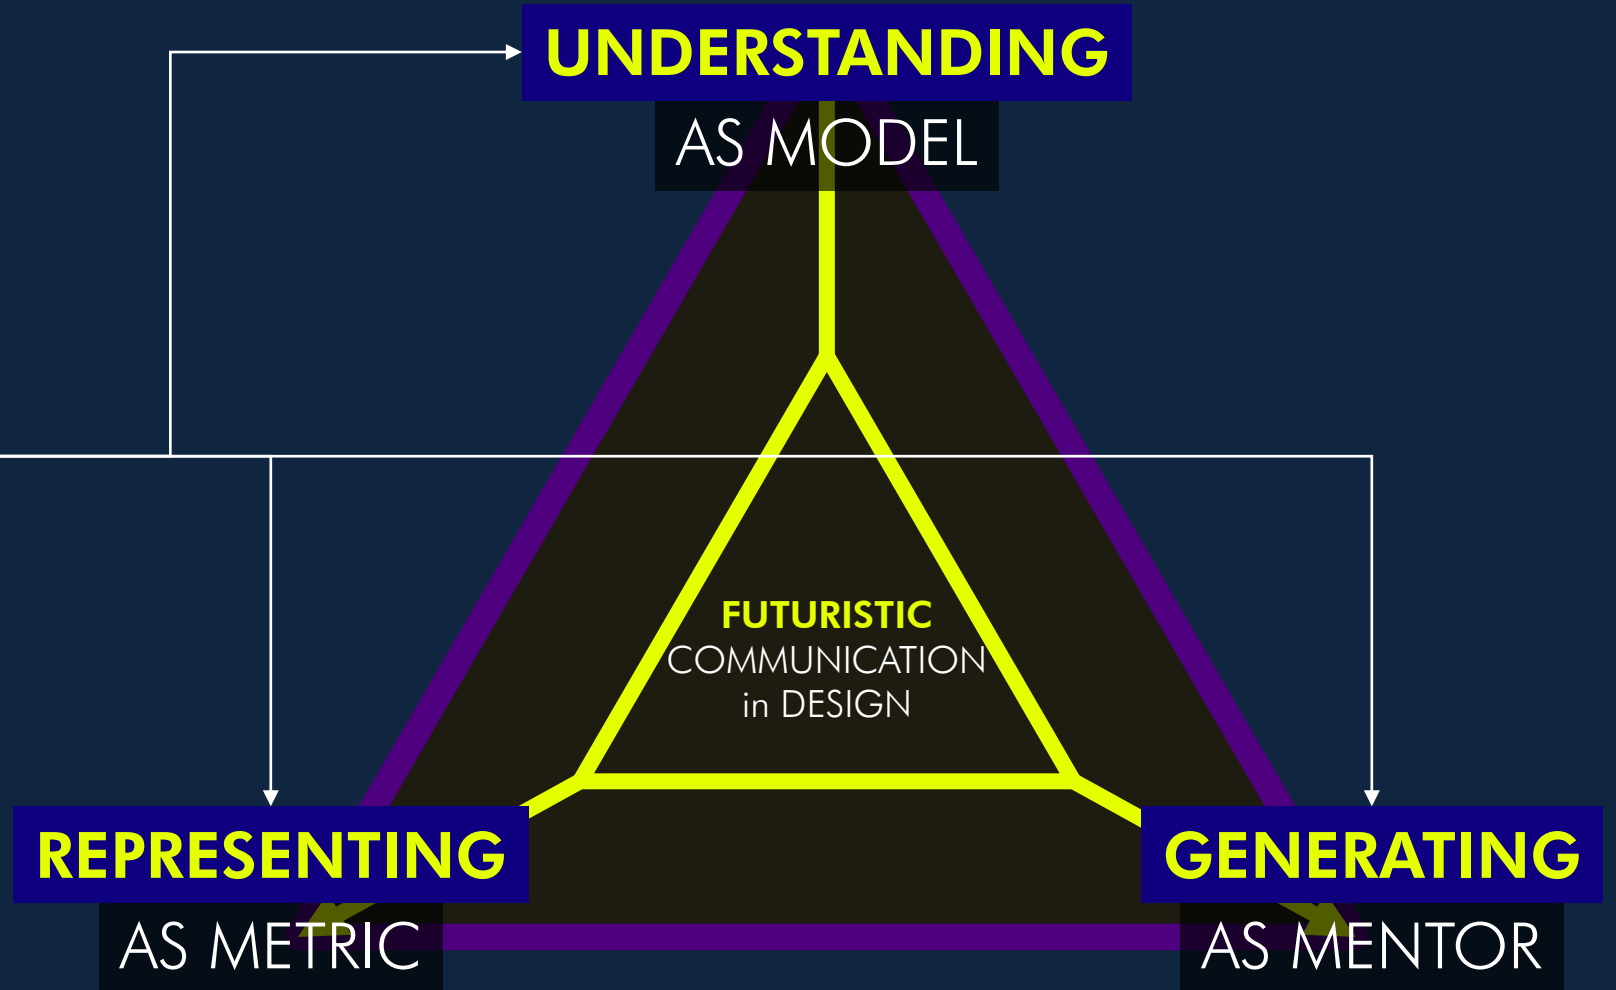 UNDERSTANDING
AS MODEL
FUTURISTIC
COMMUNICATION
in DESIGN
REPRESENTING
AS METRIC
GENERATING
AS MENTOR